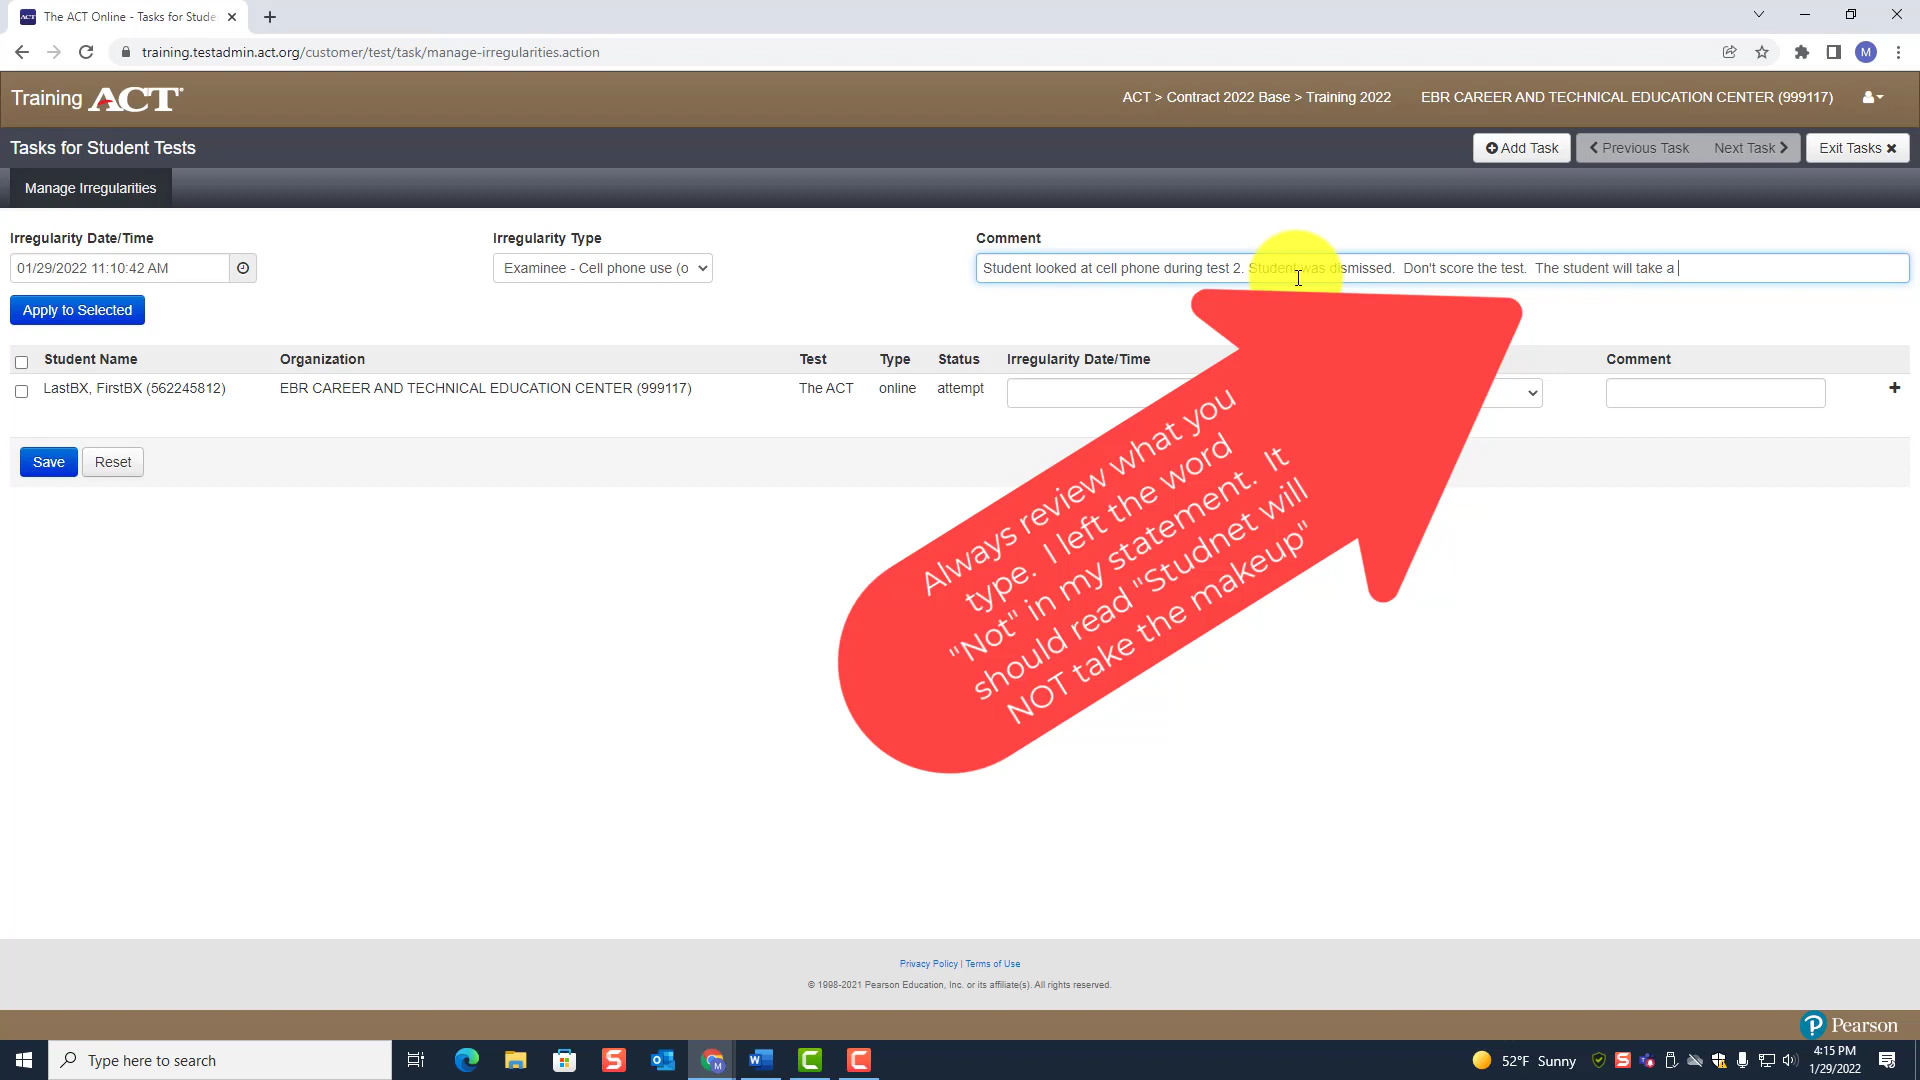 The ACT Online - Tasks for Stude
training.testadmin.act.org/customer/test/task/manage-irregularities.action
M
Training ACT
ACT > Contract 2022 Base > Training 2022
EBR CAREER AND TECHNICAL EDUCATION CENTER (999117)
Tasks for Student Tests
Add Task
Previous Task
Next Task
Exit Tasks
Manage Irregularities
Irregularity Date/Time
Irregularity Type
Comment
01/29/2022 11:10:42 AM
Examinee - Cell phone use (o
Student looked at cell phone during test 2. Student was dismissed.  Don't score the test.  The student will take a
Apply to Selected
Student Name
Organization
Test
Type
Status
Irregularity Date/Time
Comment
LastBX, FirstBX (562245812)
EBR CAREER AND TECHNICAL EDUCATION CENTER (999117)
The ACT
online
attempt
Save
Reset
Always review what you
type.  I left the word
"Not" in my statement.  It
should read "Studnet will
NOT take the makeup"
Privacy Policy | Terms of Use
© 1998-2021 Pearson Education, Inc. or its affiliate(s). All rights reserved.
Pearson
Type here to search
52°F Sunny
4:15 PM
1/29/2022